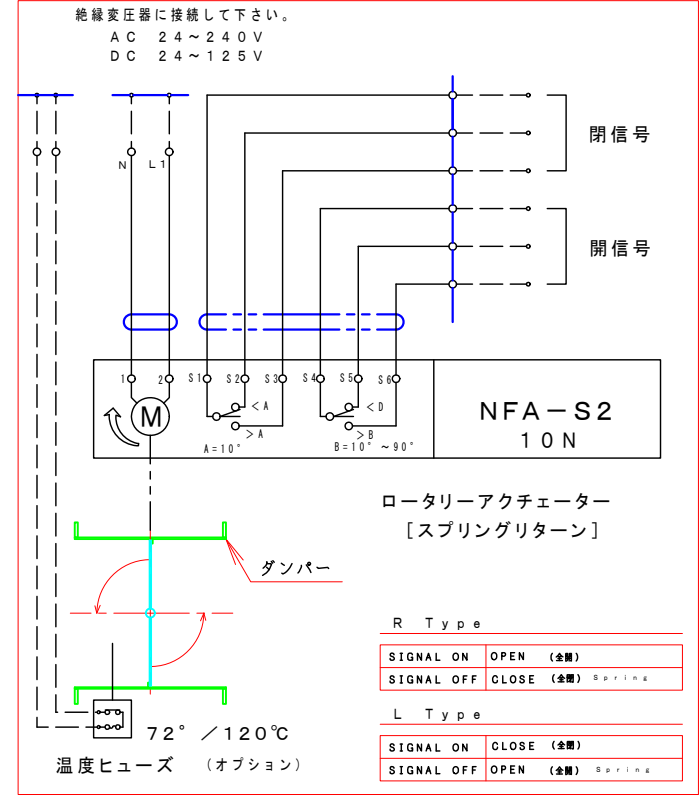 絶縁変圧器に接続して下さい。
AC 24~240V
DC 24~125V
N L1
閉信号
開信号
1 2 S1 S2 S3 S4 S5 S6
M
<A
>A
A=10°
<D
>B
B=10° ~90°
NFA-S2
10N
ロータリーアクチェーター
[スプリングリターン]
ダンパー
R Type
SIGNAL ON OPEN (全開)
SIGNAL OFF CLOSE (全閉) Spring
L Type
SIGNAL ON CLOSE (全閉)
SIGNAL OFF OPEN (全開) Spring
72° /120℃
温度ヒューズ (オプション)